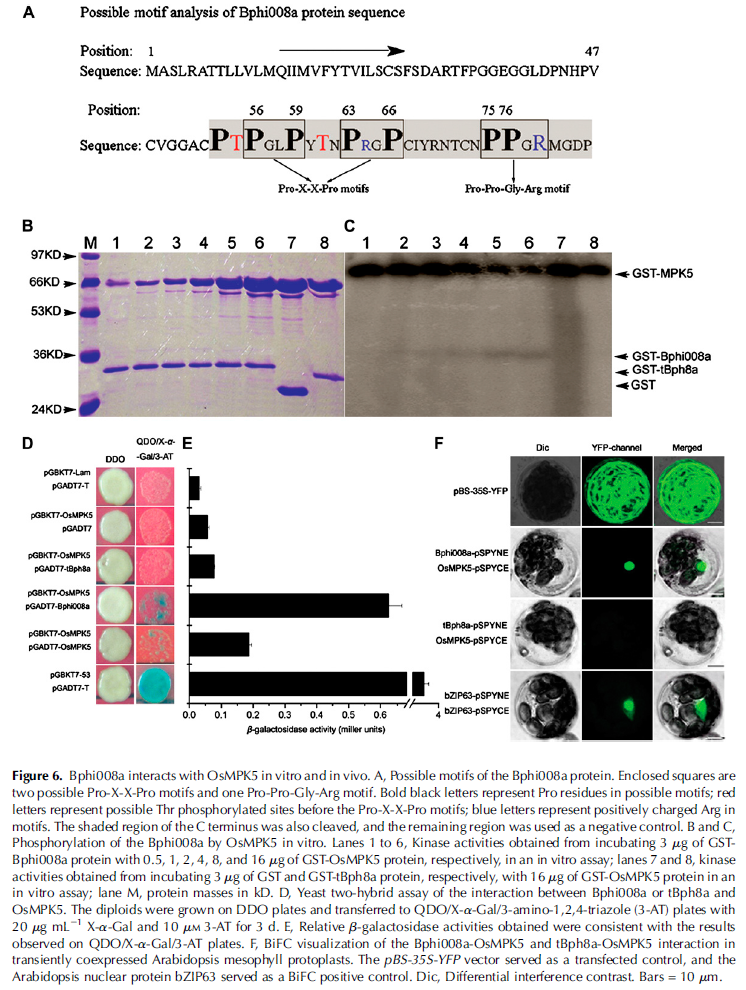 A Possible motif analysis of Bphi008a protein sequence
Position: 1 47
Sequence: MASLRATTLLVLMQIIMVFYTVILSCSFSDARTFPGGEGGLDPNHPV
Position: 56 59 63 66 75 76
Sequence: CVGGACPTPGLPYTNPRGPCIYRNTCNPPGRMGDP
Pro-X-X-Pro motifs Pro-Pro-Gly-Arg motif
B M 1 2 3 4 5 6 7 8
97KD
66KD
53KD
36KD
24KD
C 1 2 3 4 5 6 7 8
GST-MPK5
GST-Bphi008a
GST-tBph8a
GST
D DDO QDO/X-α-
-Gal/3-AT
pGBKT7-Lam
pGADT7-T
pGBKT7-OsMPK5
pGADT7
pGBKT7-OsMPK5
pGADT7-tBph8a
pGBKT7-OsMPK5
pGADT7-Bphi008a
pGBKT7-OsMPK5
pGADT7-OsMPK5
pGBKT7-53
pGADT7-T
E
0.0 0.1 0.2 0.3 0.4 0.5 0.6 4
β-galactosidase activity (miller units)
F Dic YFP-channel Merged
pBS-35S-YFP
Bphi008a-pSPYNE
OsMPK5-pSPYCE
tBph8a-pSPYNE
OsMPK5-pSPYCE
bZIP63-pSPYNE
bZIP63-pSPYCE
Figure 6. Bphi008a interacts with OsMPK5 in vitro and in vivo. A, Possible motifs of the Bphi008a protein. Enclosed squares are
two possible Pro-X-X-Pro motifs and one Pro-Pro-Gly-Arg motif. Bold black letters represent Pro residues in possible motifs; red
letters represent possible Thr phosphorylated sites before the Pro-X-X-Pro motifs; blue letters represent positively charged Arg in
motifs. The shaded region of the C terminus was also cleaved, and the remaining region was used as a negative control. B and C,
Phosphorylation of the Bphi008a by OsMPK5 in vitro. Lanes 1 to 6, Kinase activities obtained from incubating 3 μg of GST-
Bphi008a protein with 0.5, 1, 2, 4, 8, and 16 μg of GST-OsMPK5 protein, respectively, in an in vitro assay; lanes 7 and 8, kinase
activities obtained from incubating 3 μg of GST and GST-tBph8a protein, respectively, with 16 μg of GST-OsMPK5 protein in an
in vitro assay; lane M, protein masses in kD. D, Yeast two-hybrid assay of the interaction between Bphi008a or tBph8a and
OsMPK5. The diploids were grown on DDO plates and transferred to QDO/X-α-Gal/3-amino-1,2,4-triazole (3-AT) plates with
20 μg mL⁻¹ X-α-Gal and 10 μM 3-AT for 3 d. E, Relative β-galactosidase activities obtained were consistent with the results
observed on QDO/X-α-Gal/3-AT plates. F, BiFC visualization of the Bphi008a-OsMPK5 and tBph8a-OsMPK5 interaction in
transiently coexpressed Arabidopsis mesophyll protoplasts. The pBS-35S-YFP vector served as a transfected control, and the
Arabidopsis nuclear protein bZIP63 served as a BiFC positive control. Dic, Differential interference contrast. Bars = 10 μm.